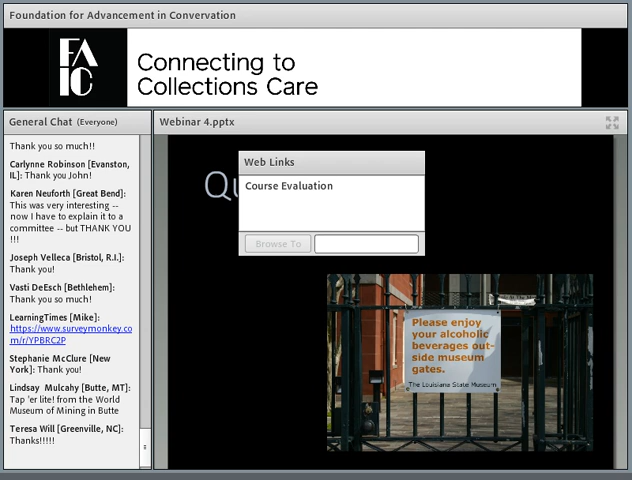 Foundation for Advancement in Convervation
FA
IC
Connecting to
Collections Care
General Chat (Everyone)
Thank you so much!!
Carlynne Robinson [Evanston,
IL]: Thank you John!
Karen Neuforth [Great Bend]:
This was very interesting --
now I have to explain it to a
committee -- but THANK YOU
!!!
Joseph Velleca [Bristol, R.I.]:
Thank you!
Vasti DeEsch [Bethlehem]:
Thank you so much!
LearningTimes [Mike]:
https://www.surveymonkey.co
m/r/YPBRC2P
Stephanie McClure [New
York]: Thank you!
Lindsay Mulcahy [Butte, MT]:
Tap 'er lite! from the World
Museum of Mining in Butte
Teresa Will [Greenville, NC]:
Thanks!!!!!
Webinar 4.pptx
Web Links
Course Evaluation
Browse To
Please enjoy
your alcoholic
beverages out-
side museum
gates.
The Louisiana State Museum